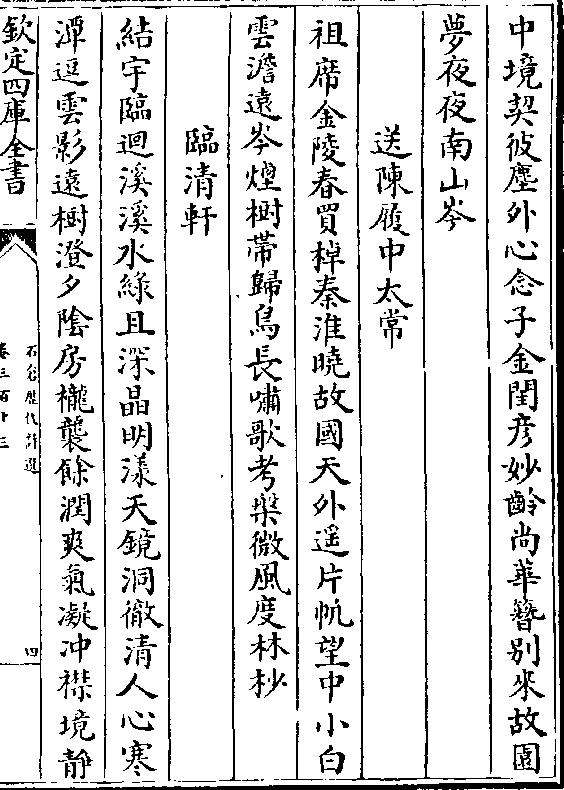 中境契彼塵外心念子金閨彦妙齡尚華簪別來故園
夢夜夜南山岑
送陳履中太常
祖席金陵春買棹秦淮曉故國天外遥片帆望中小白
雲澹遠岑煙樹帶歸鳥長嘯歌考槃微風度林杪
臨清軒
結宇臨迴溪溪水綠且深晶明漾天鏡洞徹清人心寒
潭逗雲影遠樹澄夕陰房櫳襲餘潤爽氣凝冲襟境靜
欽定四庫全書
石倉歷代詩選
卷三百十三
四